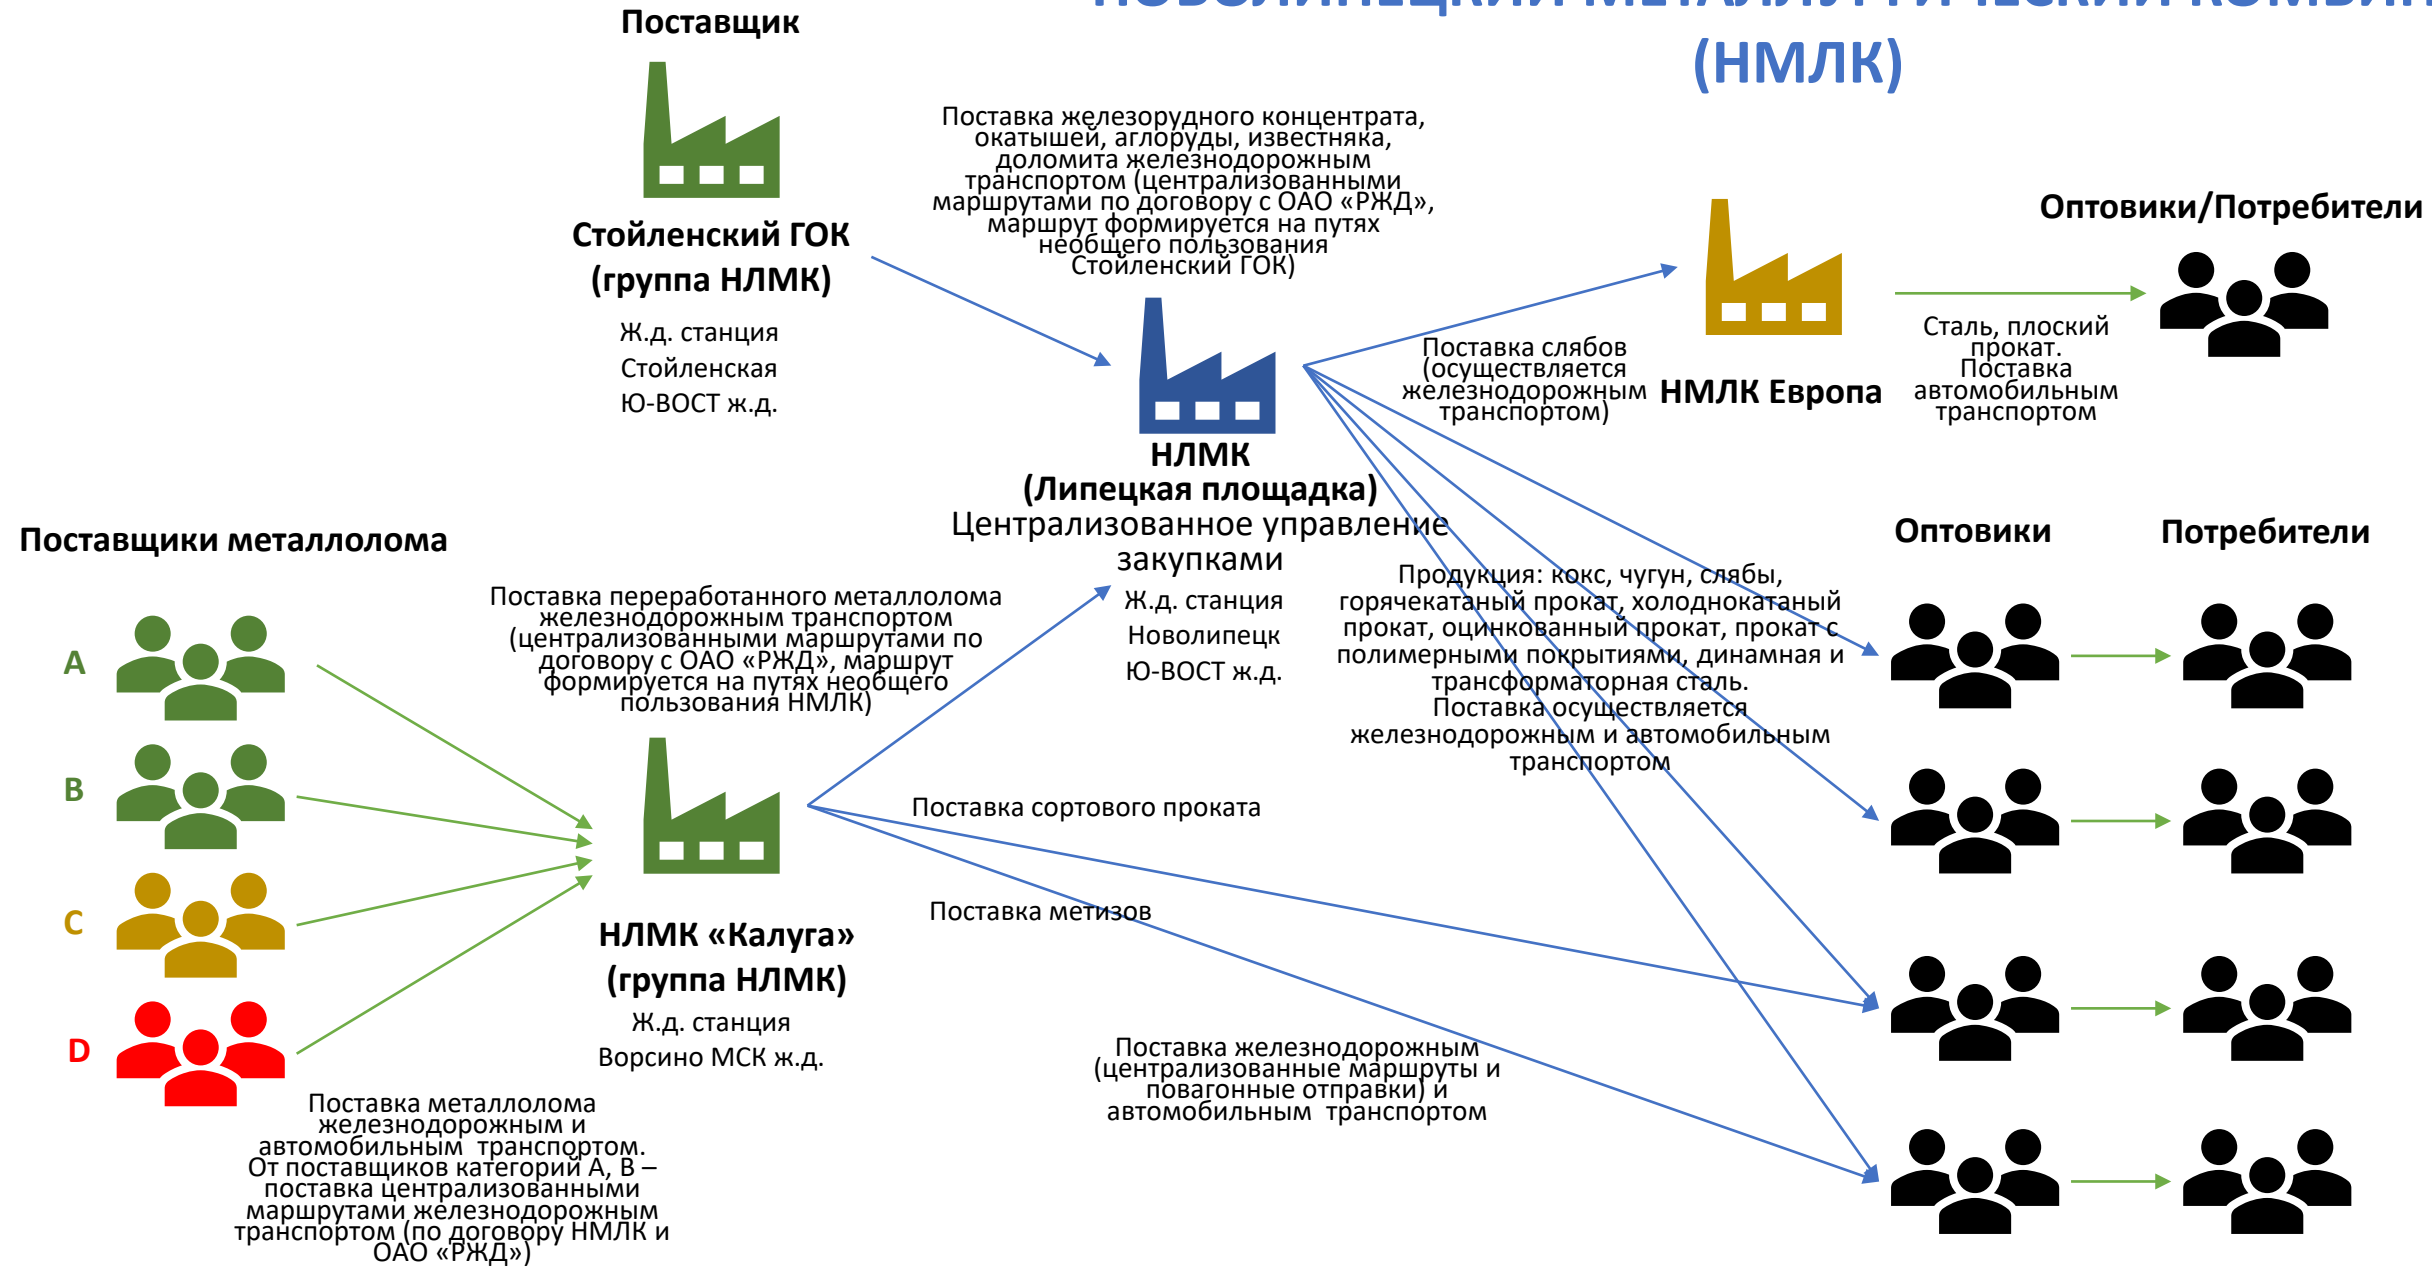 НОВОЛИПЕЦКИЙ МЕТАЛЛУРГИЧЕСКИЙ КОМБИН
(НМЛК)
Поставщик
Стойленский ГОК
(группа НЛМК)
Ж.д. станция
Стойленская
Ю-ВОСТ ж.д.
Поставка железорудного концентрата,
окатышей, аглоруды, известняка,
доломита железнодорожным
транспортом (централизованными
маршрутами по договору с ОАО «РЖД»,
маршрут формируется на путях
необщего пользования
Стойленский ГОК)
НЛМК
(Липецкая площадка)
Централизованное управление
закупками
Ж.д. станция
Новолипецк
Ю-ВОСТ ж.д.
Поставка слябов
(осуществляется
железнодорожным
транспортом)
НМЛК Европа
Оптовики/Потребители
Сталь, плоский
прокат.
Поставка
автомобильным
транспортом
Поставщики металлолома
A
B
C
D
Поставка переработанного металлолома
железнодорожным транспортом
(централизованными маршрутами по
договору с ОАО «РЖД», маршрут
формируется на путях необщего
пользования НМЛК)
НЛМК «Калуга»
(группа НЛМК)
Ж.д. станция
Ворсино МСК ж.д.
Поставка металлолома
железнодорожным и
автомобильным  транспортом.
От поставщиков категорий А, В –
поставка централизованными
маршрутами железнодорожным
транспортом (по договору НМЛК и
ОАО «РЖД»)
Оптовики
Потребители
Продукция: кокс, чугун, слябы,
горячекатаный прокат, холоднокатаный
прокат, оцинкованный прокат, прокат с
полимерными покрытиями, динамная и
трансформаторная сталь.
Поставка осуществляется
железнодорожным и автомобильным
транспортом
Поставка сортового проката
Поставка метизов
Поставка железнодорожным
(централизованные маршруты и
повагонные отправки) и
автомобильным  транспортом